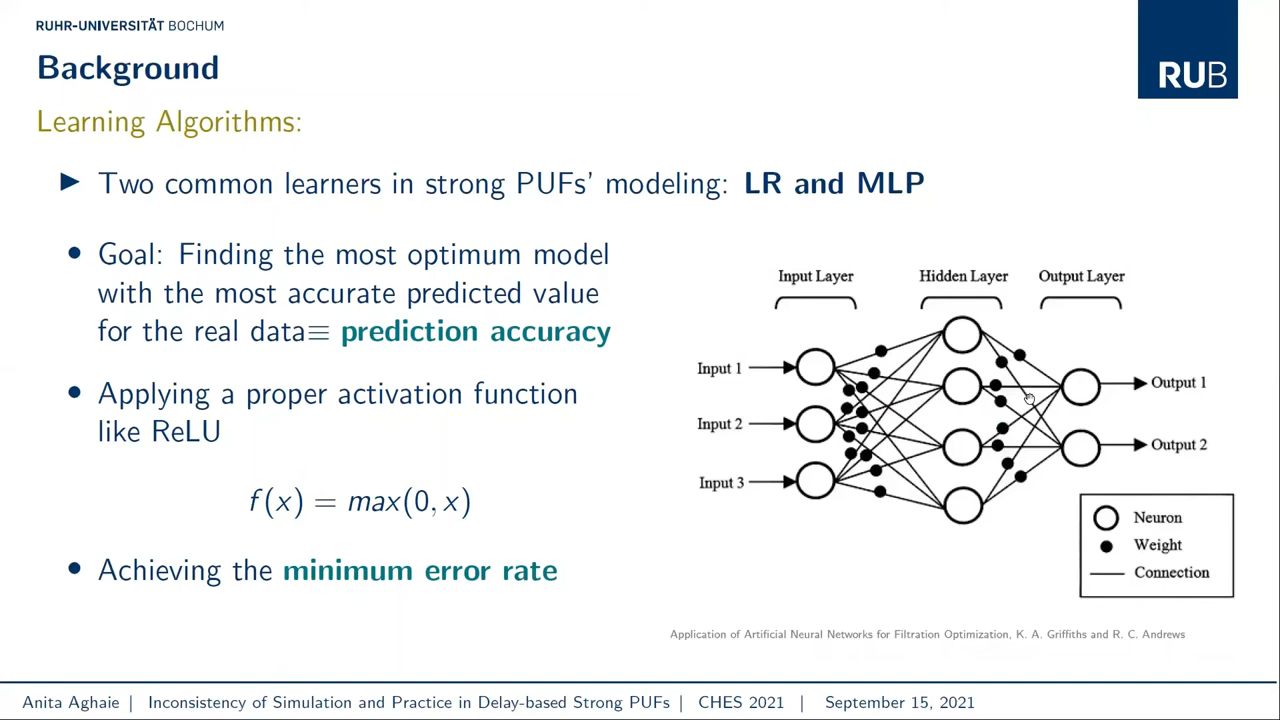 RUHR-UNIVERSITÄT BOCHUM
RUB
Background
Learning Algorithms:
▶ Two common learners in strong PUFs' modeling: LR and MLP
• Goal: Finding the most optimum model
with the most accurate predicted value
for the real data≡ prediction accuracy
• Applying a proper activation function
like ReLU
f(x) = max(0, x)
• Achieving the minimum error rate
Input Layer
Hidden Layer
Output Layer
Input 1
Input 2
Input 3
Output 1
Output 2
Neuron
Weight
Connection
Application of Artificial Neural Networks for Filtration Optimization, K. A. Griffiths and R. C. Andrews
Anita Aghaie | Inconsistency of Simulation and Practice in Delay-based Strong PUFs | CHES 2021 | September 15, 2021